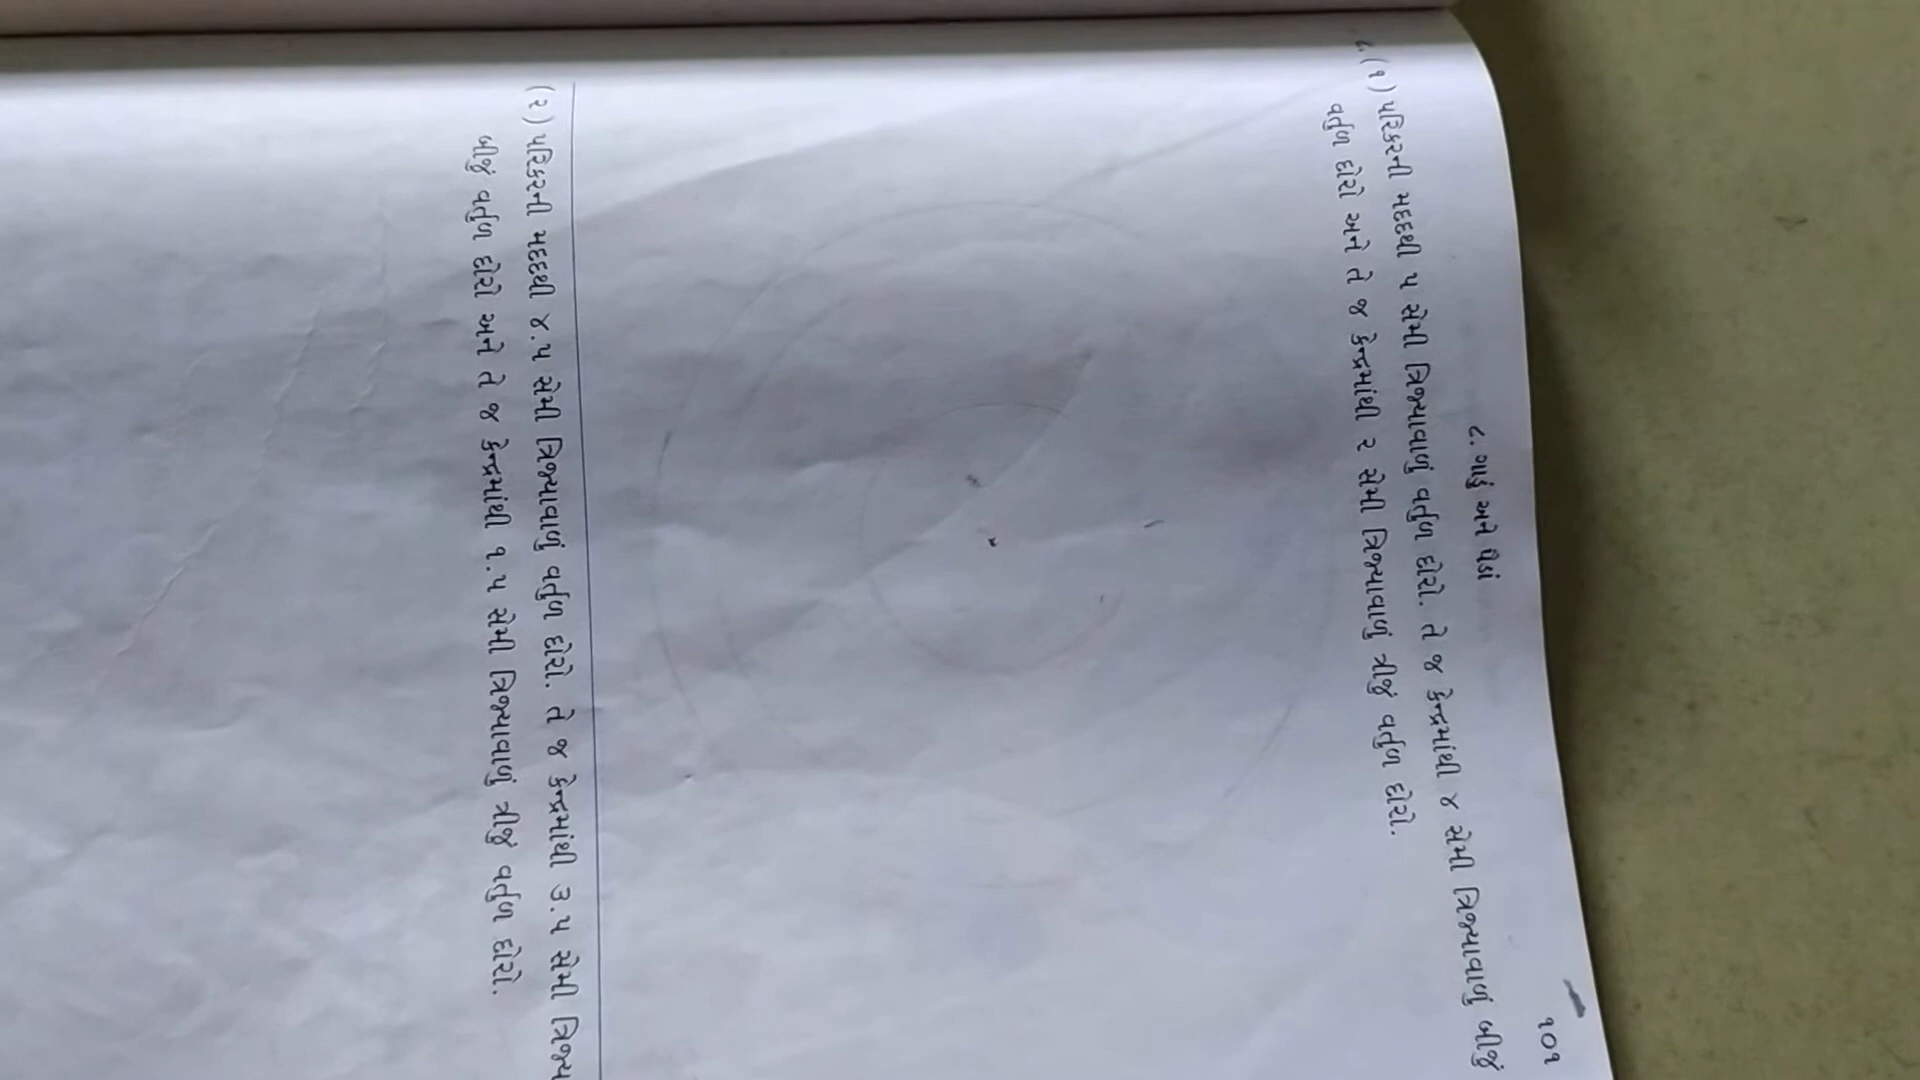 ૧૦૧
૮. ગાડું અને પૈડાં
૮. (૧) પરિકરની મદદથી ૫ સેમી ત્રિજ્યાવાળું વર્તુળ દોરો. તે જ કેન્દ્રમાંથી ૪ સેમી ત્રિજ્યાવાળું બીજું
વર્તુળ દોરો અને તે જ કેન્દ્રમાંથી ૨ સેમી ત્રિજ્યાવાળું ત્રીજું વર્તુળ દોરો.
(૨) પરિકરની મદદથી ૪.૫ સેમી ત્રિજ્યાવાળું વર્તુળ દોરો. તે જ કેન્દ્રમાંથી ૩.૫ સેમી ત્રિજ્ય
બીજું વર્તુળ દોરો અને તે જ કેન્દ્રમાંથી ૧.૫ સેમી ત્રિજ્યાવાળું ત્રીજું વર્તુળ દોરો.